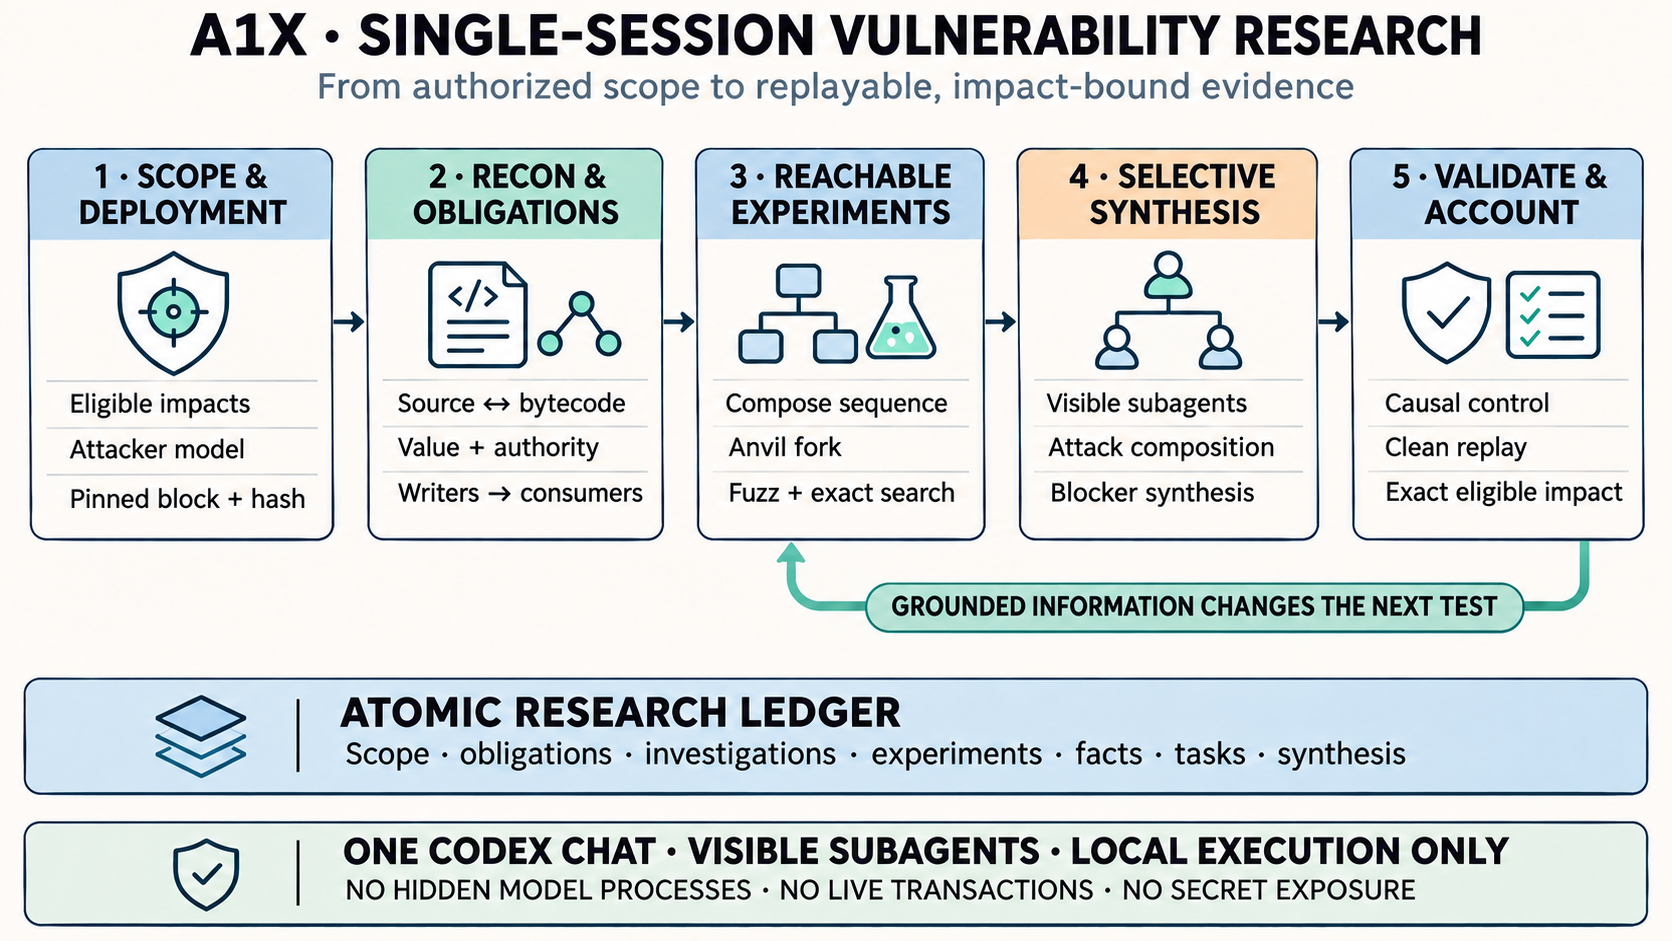 A1X · SINGLE-SESSION VULNERABILITY RESEARCH
From authorized scope to replayable, impact-bound evidence
1 · SCOPE &
DEPLOYMENT
Eligible impacts
Attacker model
Pinned block + hash
2 · RECON &
OBLIGATIONS
</>
Source ↔ bytecode
Value + authority
Writers → consumers
3 · REACHABLE
EXPERIMENTS
Compose sequence
Anvil fork
Fuzz + exact search
4 · SELECTIVE
SYNTHESIS
Visible subagents
Attack composition
Blocker synthesis
5 · VALIDATE &
ACCOUNT
Causal control
Clean replay
Exact eligible impact
GROUNDED INFORMATION CHANGES THE NEXT TEST
ATOMIC RESEARCH LEDGER
Scope · obligations · investigations · experiments · facts · tasks · synthesis
ONE CODEX CHAT · VISIBLE SUBAGENTS · LOCAL EXECUTION ONLY
NO HIDDEN MODEL PROCESSES · NO LIVE TRANSACTIONS · NO SECRET EXPOSURE